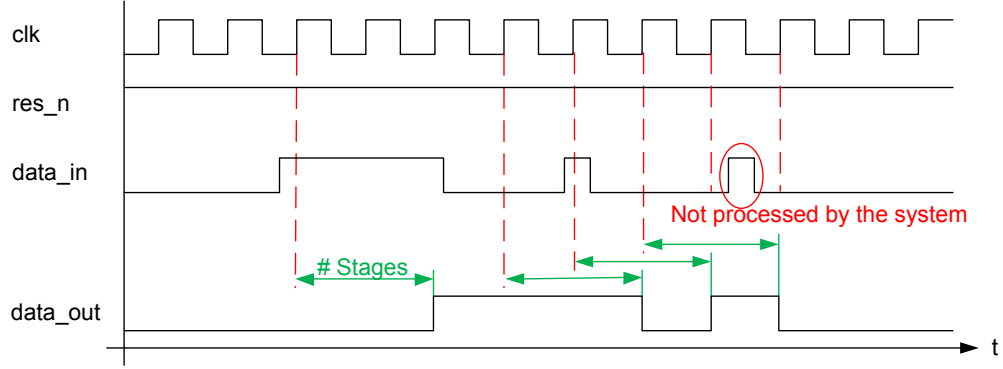 clk
res_n
data_in
Not processed by the system
# Stages
data_out
t